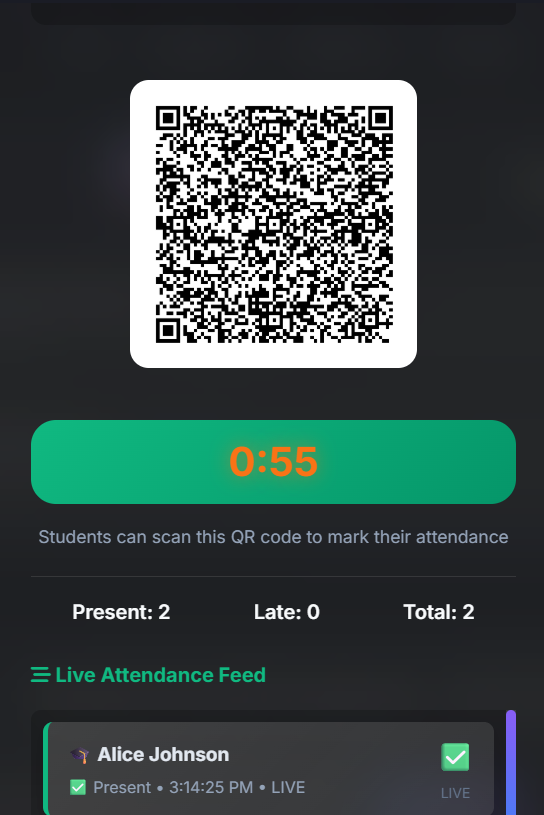 0:55
Students can scan this QR code to mark their attendance
Present: 2 Late: 0 Total: 2
Live Attendance Feed
Alice Johnson
Present • 3:14:25 PM • LIVE
LIVE